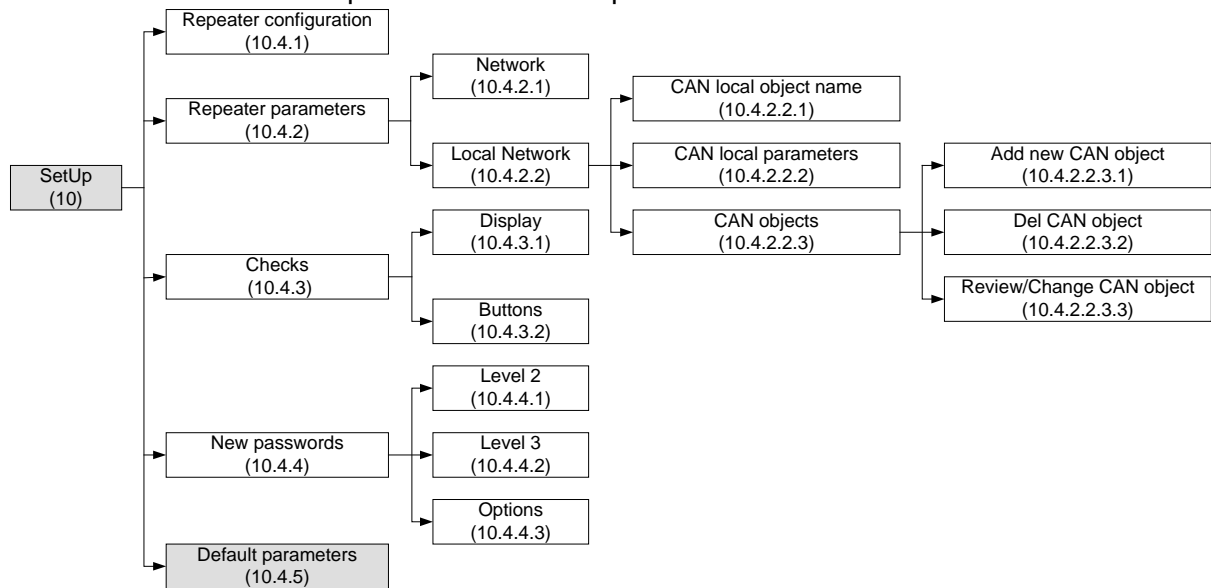 Repeater configuration
(10.4.1)
Network
(10.4.2.1)
CAN local object name
(10.4.2.2.1)
Repeater parameters
(10.4.2)
Local Network
(10.4.2.2)
CAN local parameters
(10.4.2.2.2)
Add new CAN object
(10.4.2.2.3.1)
SetUp
(10)
Display
(10.4.3.1)
CAN objects
(10.4.2.2.3)
Del CAN object
(10.4.2.2.3.2)
Checks
(10.4.3)
Review/Change CAN object
(10.4.2.2.3.3)
Buttons
(10.4.3.2)
Level 2
(10.4.4.1)
New passwords
(10.4.4)
Level 3
(10.4.4.2)
Options
(10.4.4.3)
Default parameters
(10.4.5)